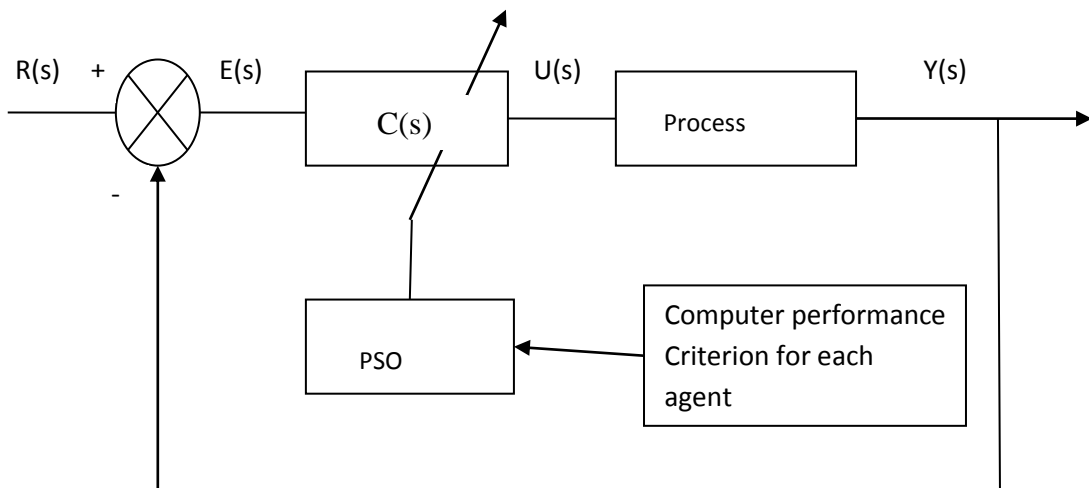 R(s)
+
E(s)
U(s)
Y(s)
C(s)
Process
-
PSO
Computer performance
Criterion for each
agent